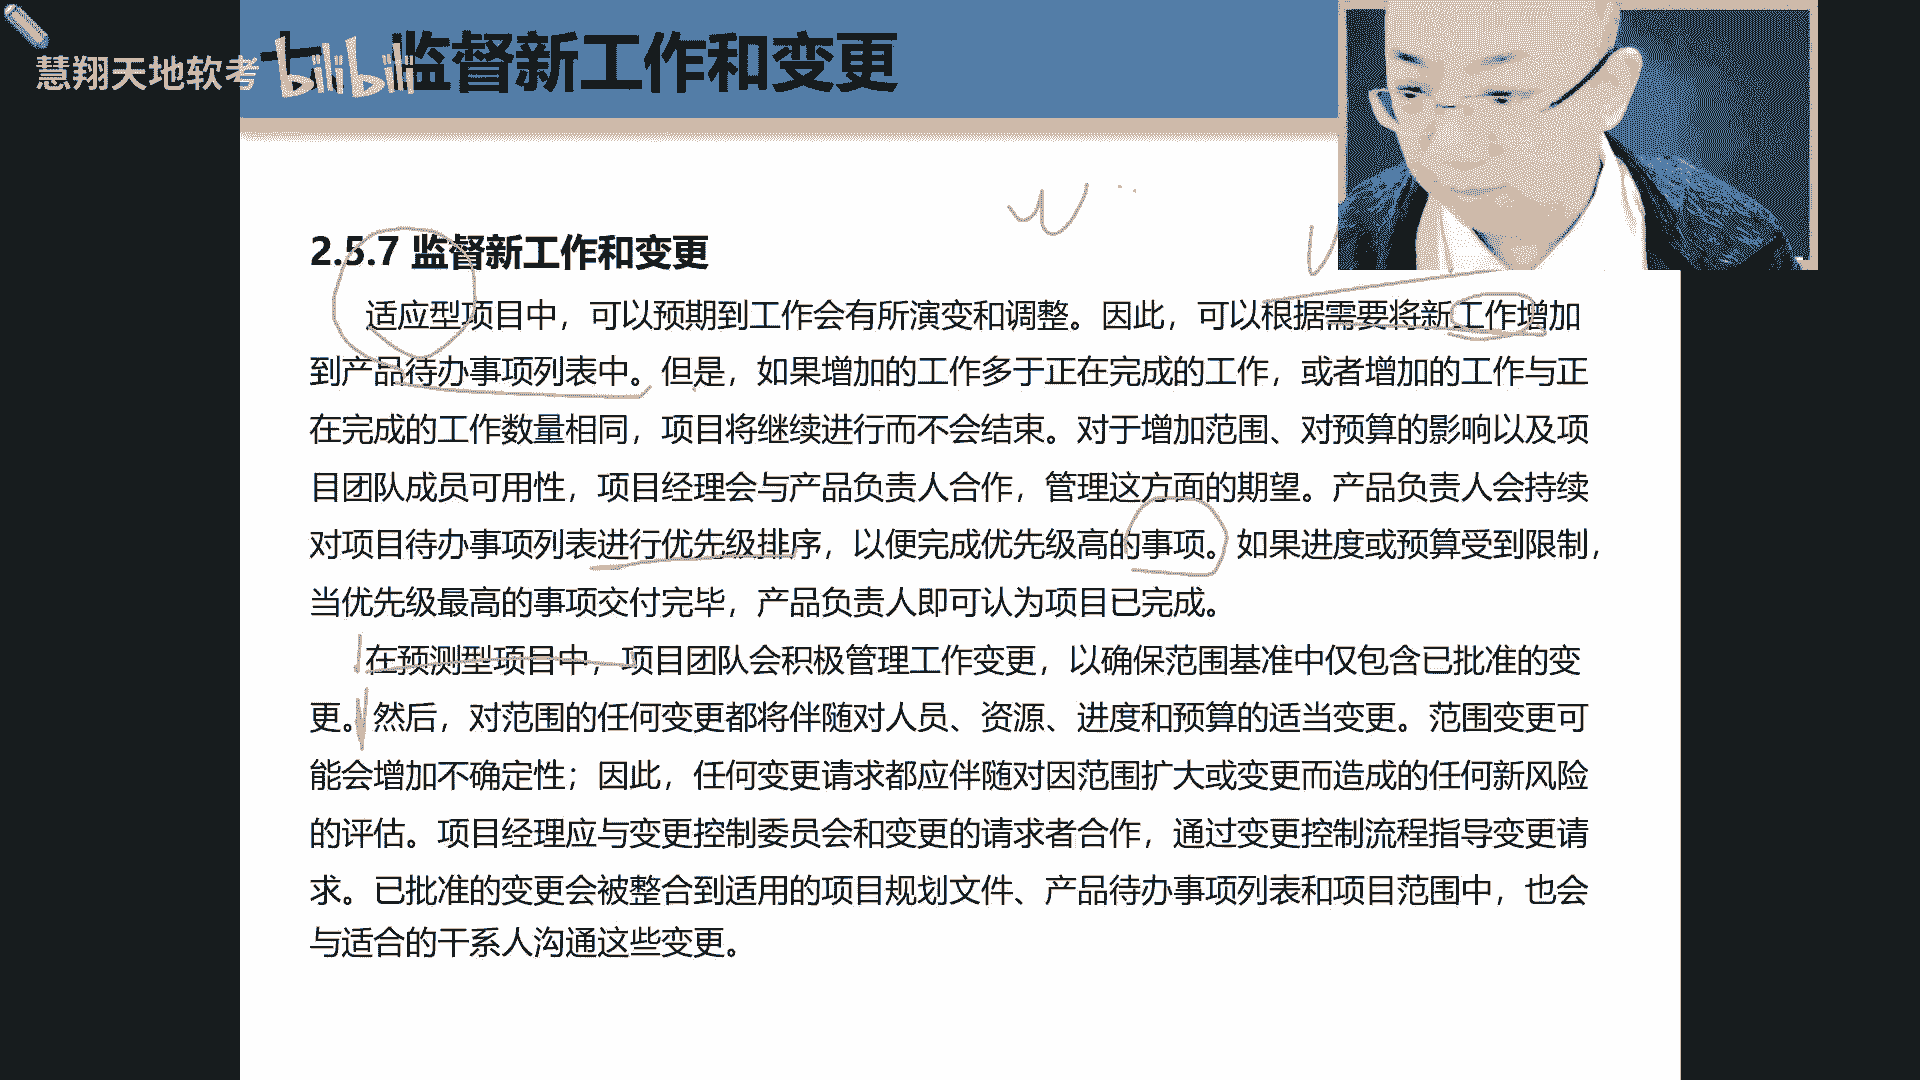 慧翔天地软考
bilibili
七、监督新工作和变更
2.5.7 监督新工作和变更
适应型项目中，可以预期到工作会有所演变和调整。因此，可以根据需要将新工作增加
到产品待办事项列表中。但是，如果增加的工作多于正在完成的工作，或者增加的工作与正
在完成的工作数量相同，项目将继续进行而不会结束。对于增加范围、对预算的影响以及项
目团队成员可用性，项目经理会与产品负责人合作，管理这方面的期望。产品负责人会持续
对项目待办事项列表进行优先级排序，以便完成优先级高的事项。如果进度或预算受到限制，
当优先级最高的事项交付完毕，产品负责人即可认为项目已完成。
在预测型项目中，项目团队会积极管理工作变更，以确保范围基准中仅包含已批准的变
更。然后，对范围的任何变更都将伴随对人员、资源、进度和预算的适当变更。范围变更可
能会增加不确定性；因此，任何变更请求都应伴随对因范围扩大或变更而造成的任何新风险
的评估。项目经理应与变更控制委员会和变更的请求者合作，通过变更控制流程指导变更请
求。已批准的变更会被整合到适用的项目规划文件、产品待办事项列表和项目范围中，也会
与适合的干系人沟通这些变更。